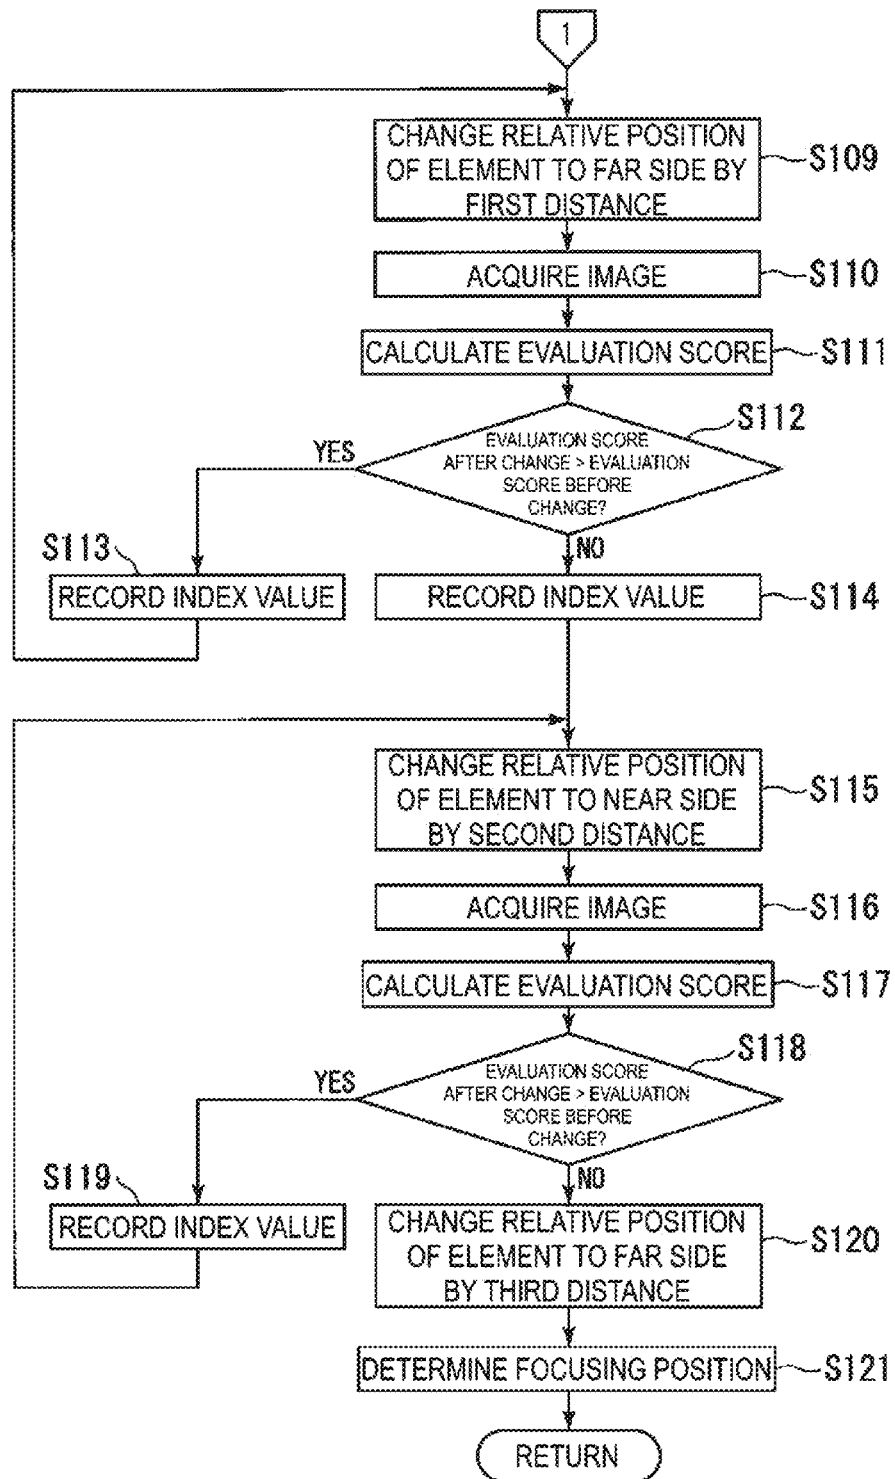 1
CHANGE RELATIVE POSITION
OF ELEMENT TO FAR SIDE BY
FIRST DISTANCE
S109
ACQUIRE IMAGE
S110
CALCULATE EVALUATION SCORE
S111
EVALUATION SCORE
AFTER CHANGE > EVALUATION
SCORE BEFORE
CHANGE?
S112
YES
NO
S113
RECORD INDEX VALUE
RECORD INDEX VALUE
S114
CHANGE RELATIVE POSITION
OF ELEMENT TO NEAR SIDE
BY SECOND DISTANCE
S115
ACQUIRE IMAGE
S116
CALCULATE EVALUATION SCORE
S117
EVALUATION SCORE
AFTER CHANGE > EVALUATION
SCORE BEFORE
CHANGE?
S118
YES
NO
S119
RECORD INDEX VALUE
CHANGE RELATIVE POSITION
OF ELEMENT TO FAR SIDE
BY THIRD DISTANCE
S120
DETERMINE FOCUSING POSITION
S121
RETURN